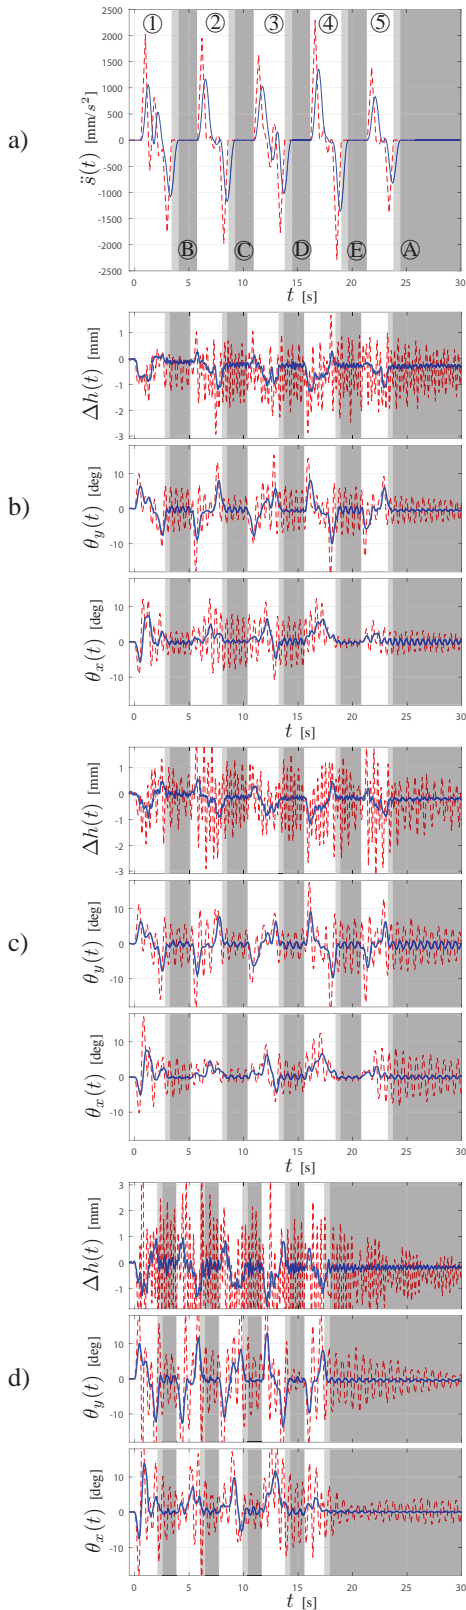 ① ② ③ ④ ⑤
2500
2000
1500
1000
500
0
-500
-1000
-1500
-2000
-2500
a)
s̈(t) [mm/s²]
Ⓑ Ⓒ Ⓓ Ⓔ Ⓐ
0 5 10 15 20 25 30
t [s]
1
0
-1
-2
-3
Δh(t) [mm]
b)
10
0
-10
θy(t) [deg]
10
0
-10
θx(t) [deg]
0 5 10 15 20 25 30
t [s]
1
0
-1
-2
-3
Δh(t) [mm]
c)
10
0
-10
θy(t) [deg]
10
0
-10
θx(t) [deg]
0 5 10 15 20 25 30
t [s]
3
2
1
0
-1
Δh(t) [mm]
d)
10
0
-10
θy(t) [deg]
10
0
-10
θx(t) [deg]
0 5 10 15 20 25 30
t [s]